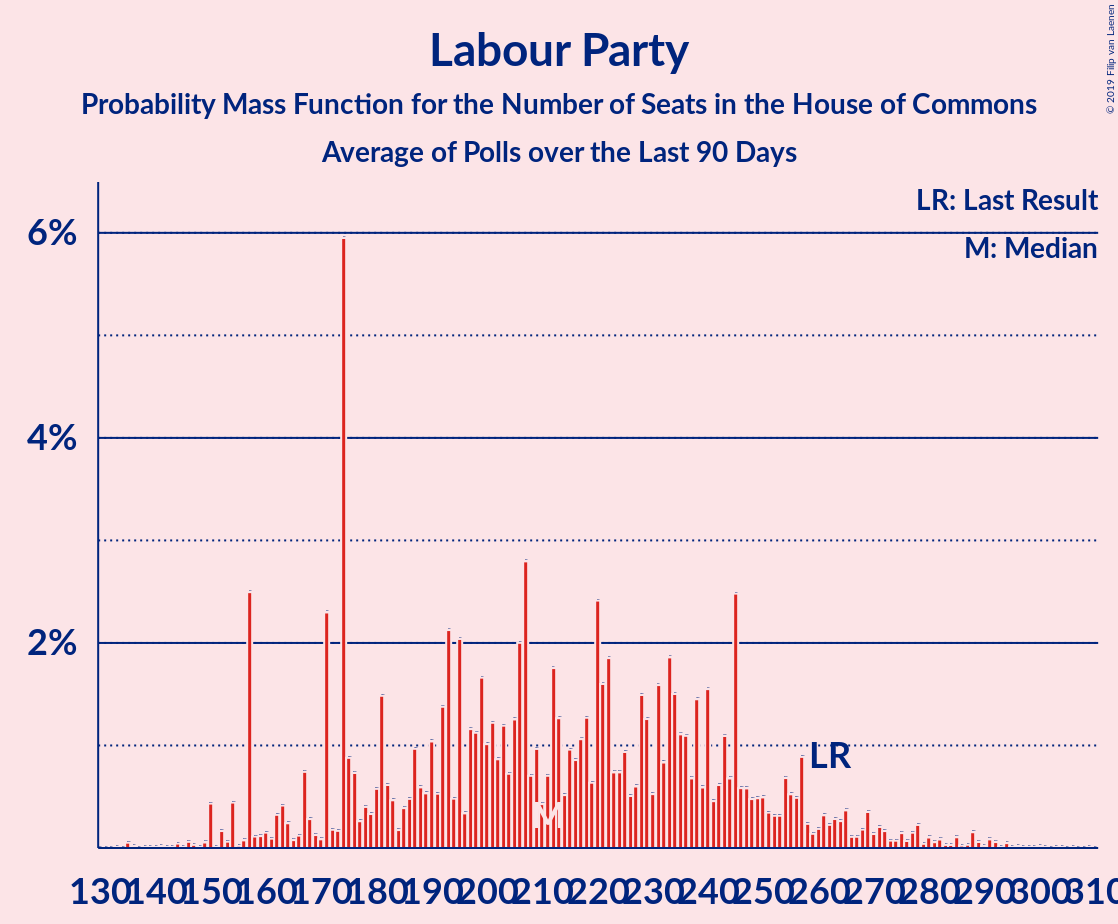 Labour Party
Probability Mass Function for the Number of Seats in the House of Commons
Average of Polls over the Last 90 Days
© 2019 Filip van Laenen
LR: Last Result
M: Median
6%
4%
2%
LR
M
130 140 150 160 170 180 190 200 210 220 230 240 250 260 270 280 290 300 310